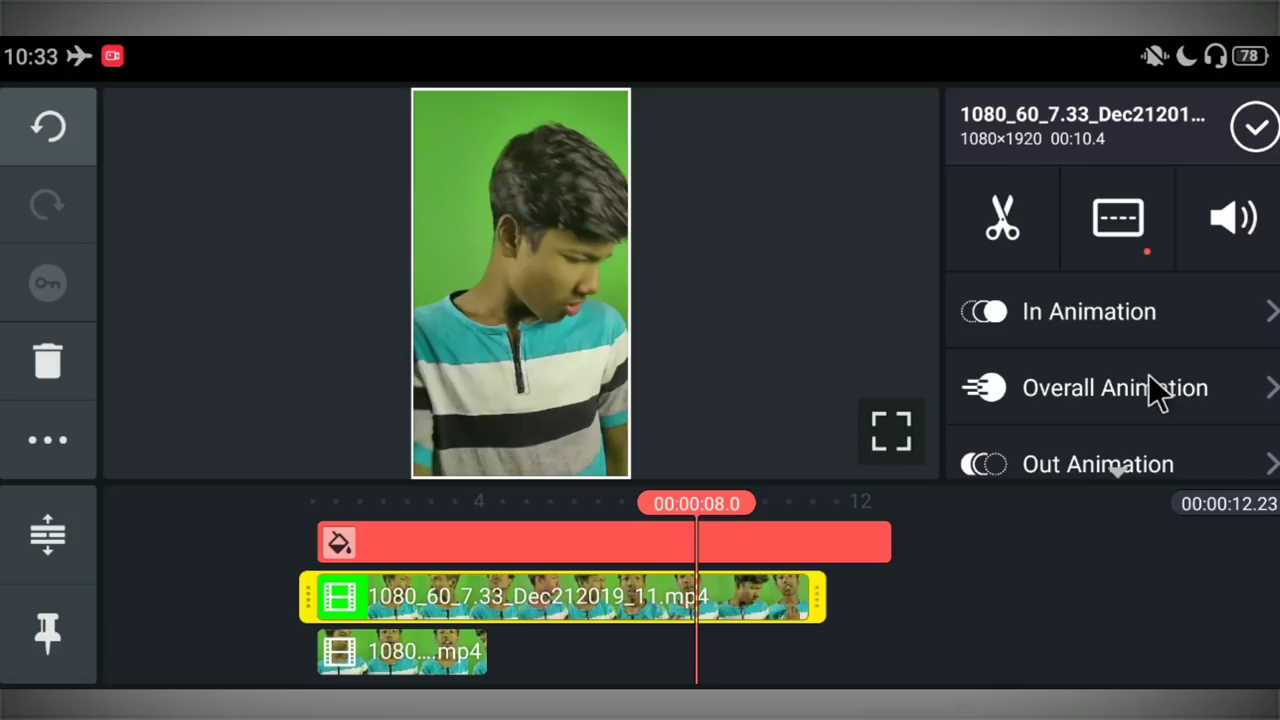 10:33
78
1080_60_7.33_Dec21201...
1080×1920 00:10.4
In Animation
Overall Animation
Out Animation
4
00:00:08.0
12
00:00:12.23
1080_60_7.33_Dec212019_11.mp4
1080....mp4